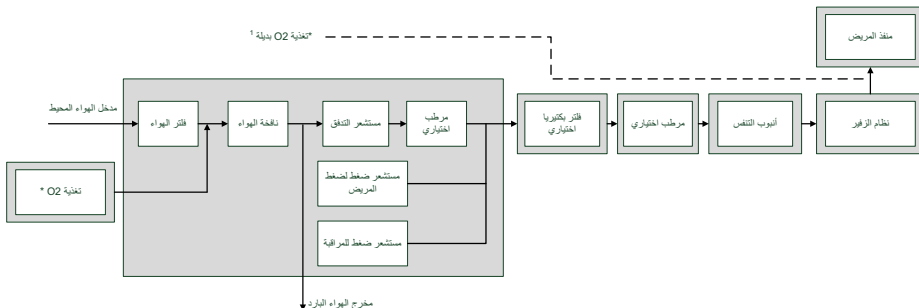 *تغذية O2 بديلة 1
منفذ المريض
مدخل الهواء المحيط
فلتر الهواء
نافخة الهواء
مستشعر التدفق
مرطب
اختياري
فلتر بكتيريا
اختياري
مرطب اختياري
أنبوب التنفس
نظام الزفير
مستشعر ضغط لضغط
المريض
تغذية O2 *
مستشعر ضغط للمراقبة
مخرج الهواء البارد